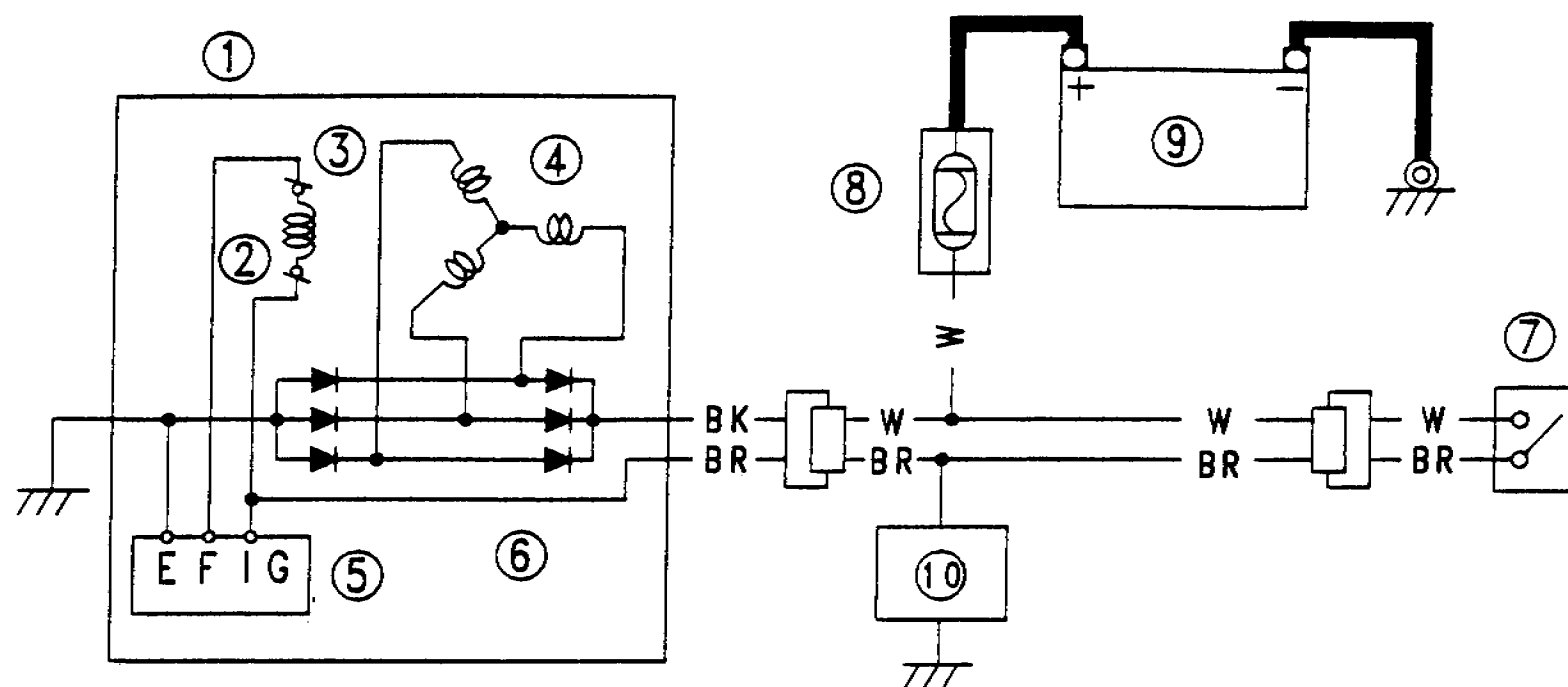 ①
②
③
④
⑤
⑥
⑦
⑧
⑨
+ −
W
BK W W W
BR BR BR BR
E F I G
⑩